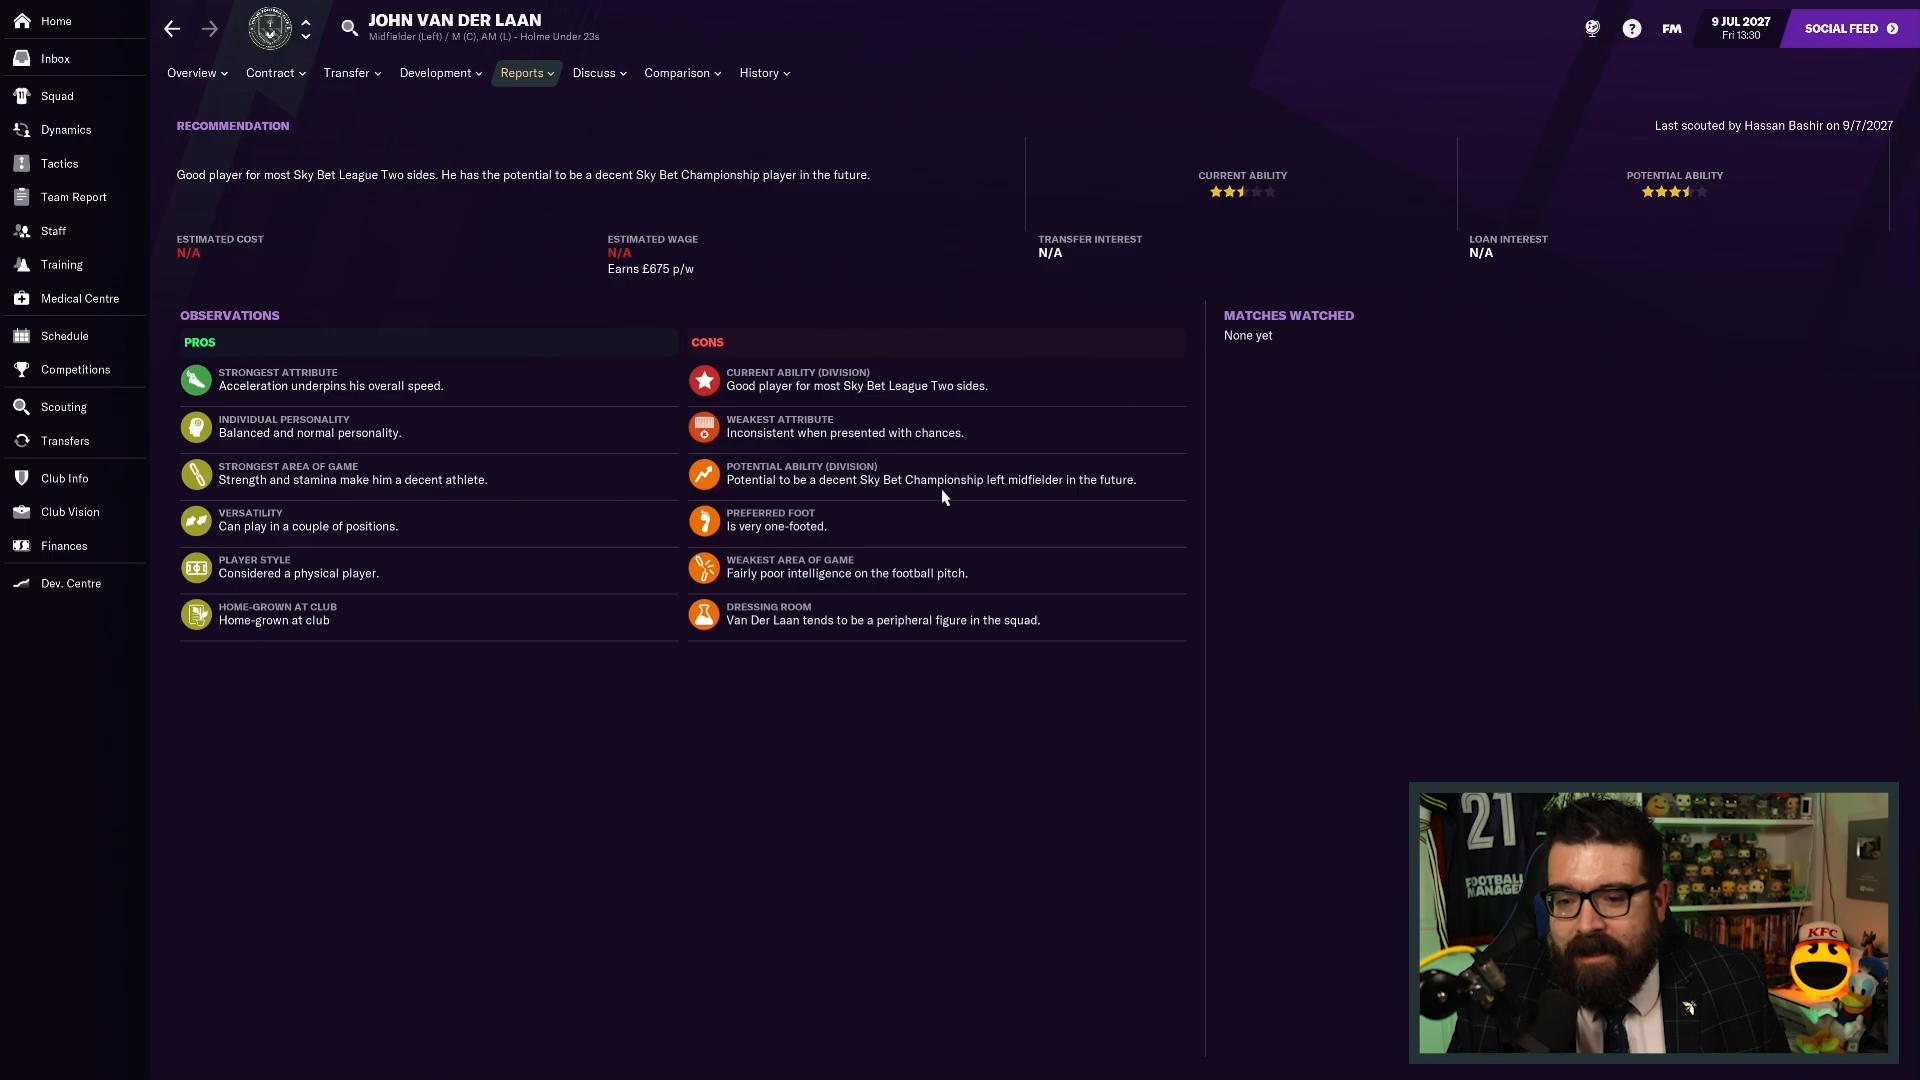 Home
Inbox
Squad
Dynamics
Tactics
Team Report
Staff
Training
Medical Centre
Schedule
Competitions
Scouting
Transfers
Club Info
Club Vision
Finances
Dev. Centre
JOHN VAN DER LAAN
Midfielder (Left) / M (C), AM (L) - Holme Under 23s
FM
9 JUL 2027
Fri 13:30
SOCIAL FEED
Overview
Contract
Transfer
Development
Reports
Discuss
Comparison
History
RECOMMENDATION
Last scouted by Hassan Bashir on 9/7/2027
Good player for most Sky Bet League Two sides. He has the potential to be a decent Sky Bet Championship player in the future.
CURRENT ABILITY
POTENTIAL ABILITY
ESTIMATED COST
N/A
ESTIMATED WAGE
N/A
Earns £675 p/w
TRANSFER INTEREST
N/A
LOAN INTEREST
N/A
OBSERVATIONS
PROS
STRONGEST ATTRIBUTE
Acceleration underpins his overall speed.
INDIVIDUAL PERSONALITY
Balanced and normal personality.
STRONGEST AREA OF GAME
Strength and stamina make him a decent athlete.
VERSATILITY
Can play in a couple of positions.
PLAYER STYLE
Considered a physical player.
HOME-GROWN AT CLUB
Home-grown at club
CONS
CURRENT ABILITY (DIVISION)
Good player for most Sky Bet League Two sides.
WEAKEST ATTRIBUTE
Inconsistent when presented with chances.
POTENTIAL ABILITY (DIVISION)
Potential to be a decent Sky Bet Championship left midfielder in the future.
PREFERRED FOOT
Is very one-footed.
WEAKEST AREA OF GAME
Fairly poor intelligence on the football pitch.
DRESSING ROOM
Van Der Laan tends to be a peripheral figure in the squad.
MATCHES WATCHED
None yet
21
FOOTBALL
MANAGER
KFC